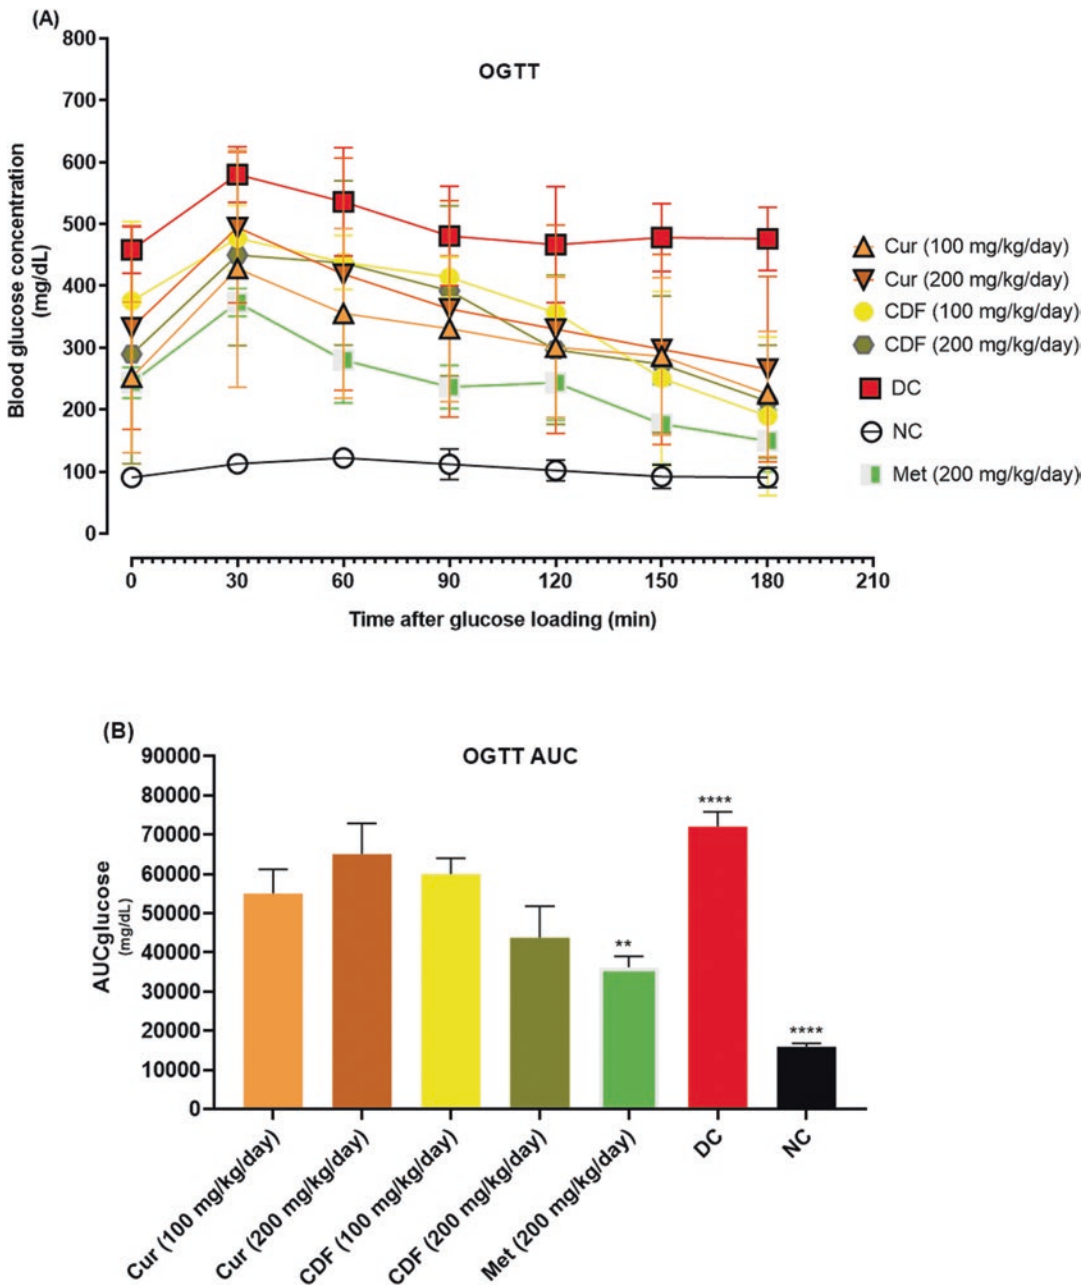 (A)
OGTT
Blood glucose concentration
(mg/dL)
800
700
600
500
400
300
200
100
0
0 30 60 90 120 150 180 210
Time after glucose loading (min)
Cur (100 mg/kg/day)
Cur (200 mg/kg/day)
CDF (100 mg/kg/day)
CDF (200 mg/kg/day)
DC
NC
Met (200 mg/kg/day)
(B)
OGTT AUC
AUCglucose
(mg/dL)
90000
80000
70000
60000
50000
40000
30000
20000
10000
0
**
****
****
Cur (100 mg/kg/day)
Cur (200 mg/kg/day)
CDF (100 mg/kg/day)
CDF (200 mg/kg/day)
Met (200 mg/kg/day)
DC
NC